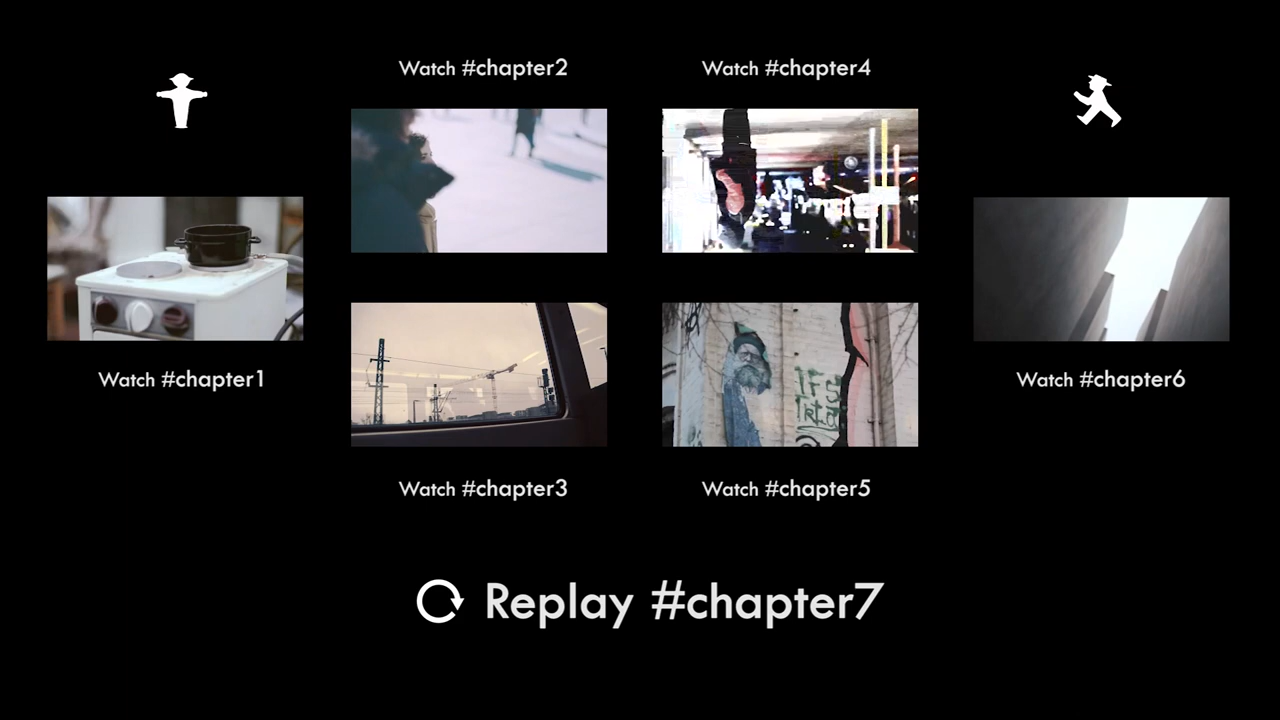 Watch #chapter2
Watch #chapter4
Watch #chapter1
Watch #chapter6
Watch #chapter3
Watch #chapter5
Replay #chapter7